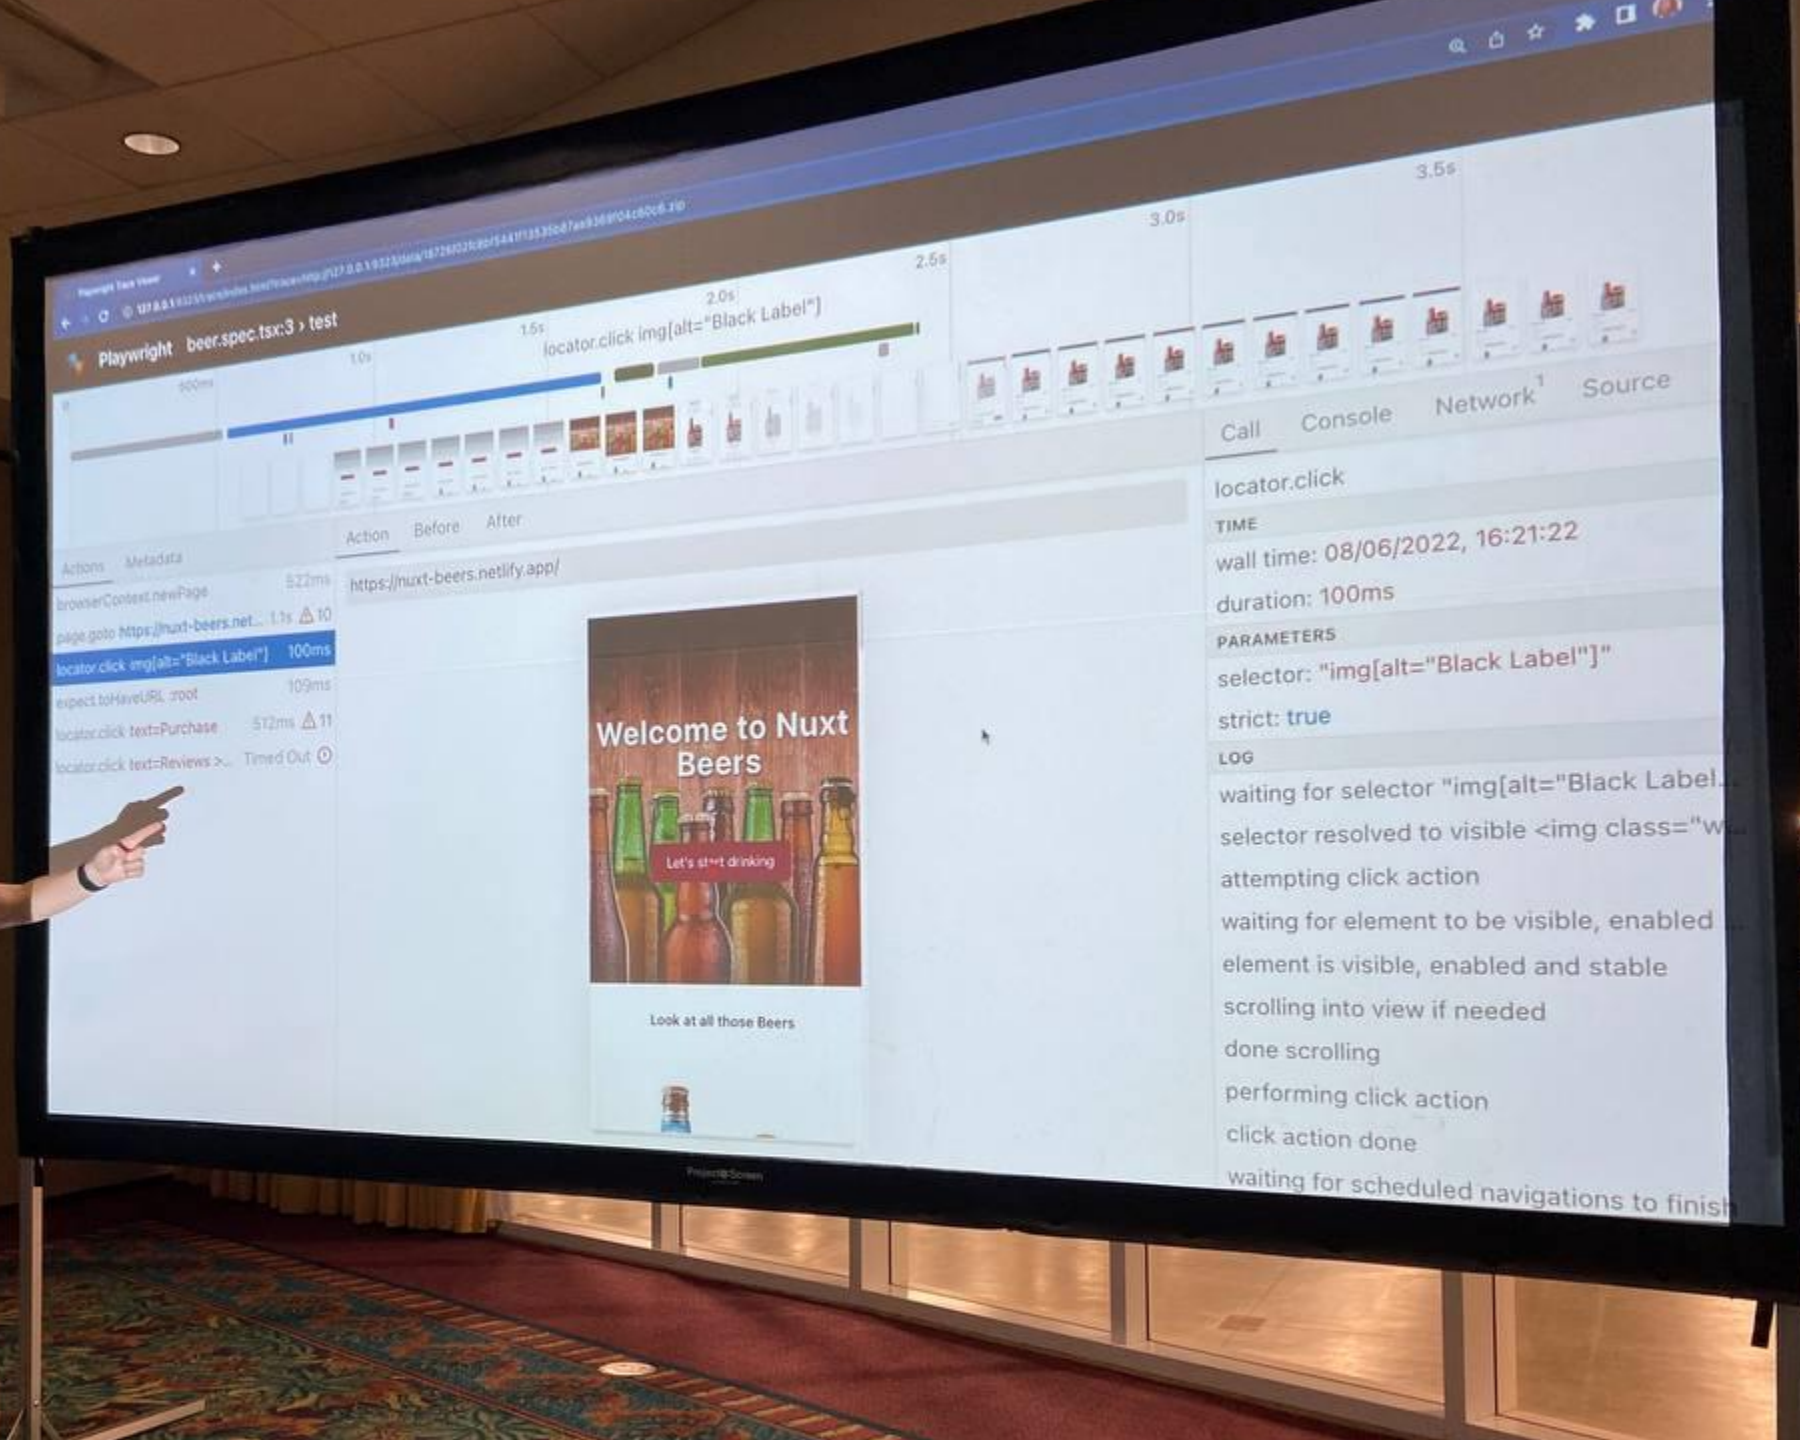 Playwright Trace Viewer
Playwright beer.spec.tsx:3 › test
500ms
1.0s
1.5s
2.0s
2.5s
3.0s
3.5s
locator.click img[alt="Black Label"]
Actions Metadata
browserContext.newPage 522ms
page.goto https://nuxt-beers.net... 1.1s 10
locator.click img[alt="Black Label"] 100ms
expect.toHaveURL :root 109ms
locator.click text=Purchase 512ms 11
locator.click text=Reviews >... Timed Out
Action Before After
https://nuxt-beers.netlify.app/
Welcome to Nuxt
Beers
Let's start drinking
Look at all those Beers
Call Console Network 1 Source
locator.click
TIME
wall time: 08/06/2022, 16:21:22
duration: 100ms
PARAMETERS
selector: "img[alt="Black Label"]"
strict: true
LOG
waiting for selector "img[alt="Black Label...
selector resolved to visible <img class="w...
attempting click action
waiting for element to be visible, enabled
element is visible, enabled and stable
scrolling into view if needed
done scrolling
performing click action
click action done
waiting for scheduled navigations to finish